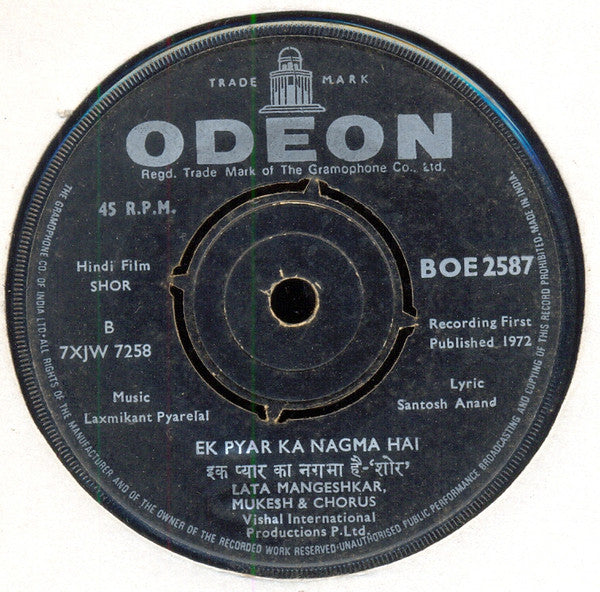 TRADE MARK
ODEON
Regd. Trade Mark of The Gramophone Co., Ltd.
45 R.P.M.
Hindi Film
SHOR
B
7XJW 7258
BOE 2587
Recording First
Published 1972
Music
Laxmikant Pyarelal
Lyric
Santosh Anand
EK PYAR KA NAGMA HAI
इक प्यार का नगमा है-'शोर'
LATA MANGESHKAR,
MUKESH & CHORUS
Vishal International
Productions P.Ltd.
THE GRAMOPHONE CO. OF INDIA LTD·ALL RIGHTS OF THE MANUFACTURER AND OF THE OWNER OF THE RECORDED WORK RESERVED·UNAUTHORISED PUBLIC PERFORMANCE BROADCASTING AND COPYING OF THIS RECORD PROHIBITED. MADE IN INDIA.